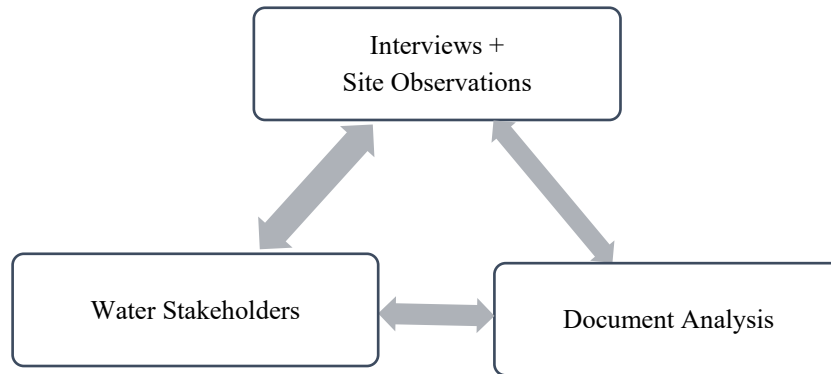 Interviews +
Site Observations
Water Stakeholders
Document Analysis